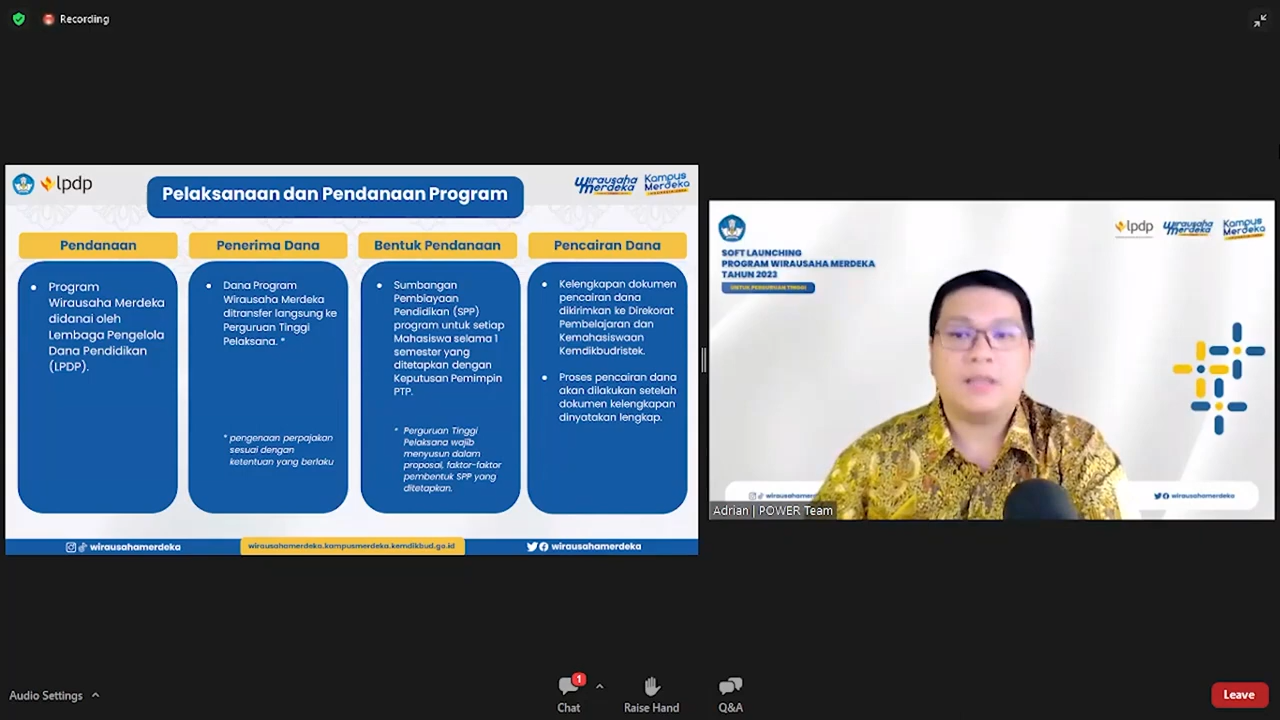 Recording
lpdp
Pelaksanaan dan Pendanaan Program
Wirausaha
Merdeka
Kampus
Merdeka
Pendanaan
Penerima Dana
Bentuk Pendanaan
Pencairan Dana
• Program
Wirausaha Merdeka
didanai oleh
Lembaga Pengelola
Dana Pendidikan
(LPDP).
• Dana Program
Wirausaha Merdeka
ditransfer langsung ke
Perguruan Tinggi
Pelaksana. *
* pengenaan perpajakan
sesuai dengan
ketentuan yang berlaku
• Sumbangan
Pembiayaan
Pendidikan (SPP)
program untuk setiap
Mahasiswa selama 1
semester yang
ditetapkan dengan
Keputusan Pemimpin
PTP.
* Perguruan Tinggi
Pelaksana wajib
menyusun dalam
proposal, faktor-faktor
pembentuk SPP yang
ditetapkan.
• Kelengkapan dokumen
pencairan dana
dikirimkan ke Direkorat
Pembelajaran dan
Kemahasiswaan
Kemdikbudristek.
• Proses pencairan dana
akan dilakukan setelah
dokumen kelengkapan
dinyatakan lengkap.
wirausahamerdeka
wirausahamerdeka.kampusmerdeka.kemdikbud.go.id
wirausahamerdeka
lpdp
Wirausaha
Merdeka
Kampus
Merdeka
SOFT LAUNCHING
PROGRAM WIRAUSAHA MERDEKA
TAHUN 2023
UNTUK PERGURUAN TINGGI
wirausahamer
wirausahamerdeka
Adrian | POWER Team
Audio Settings
Chat
1
Raise Hand
Q&A
Leave